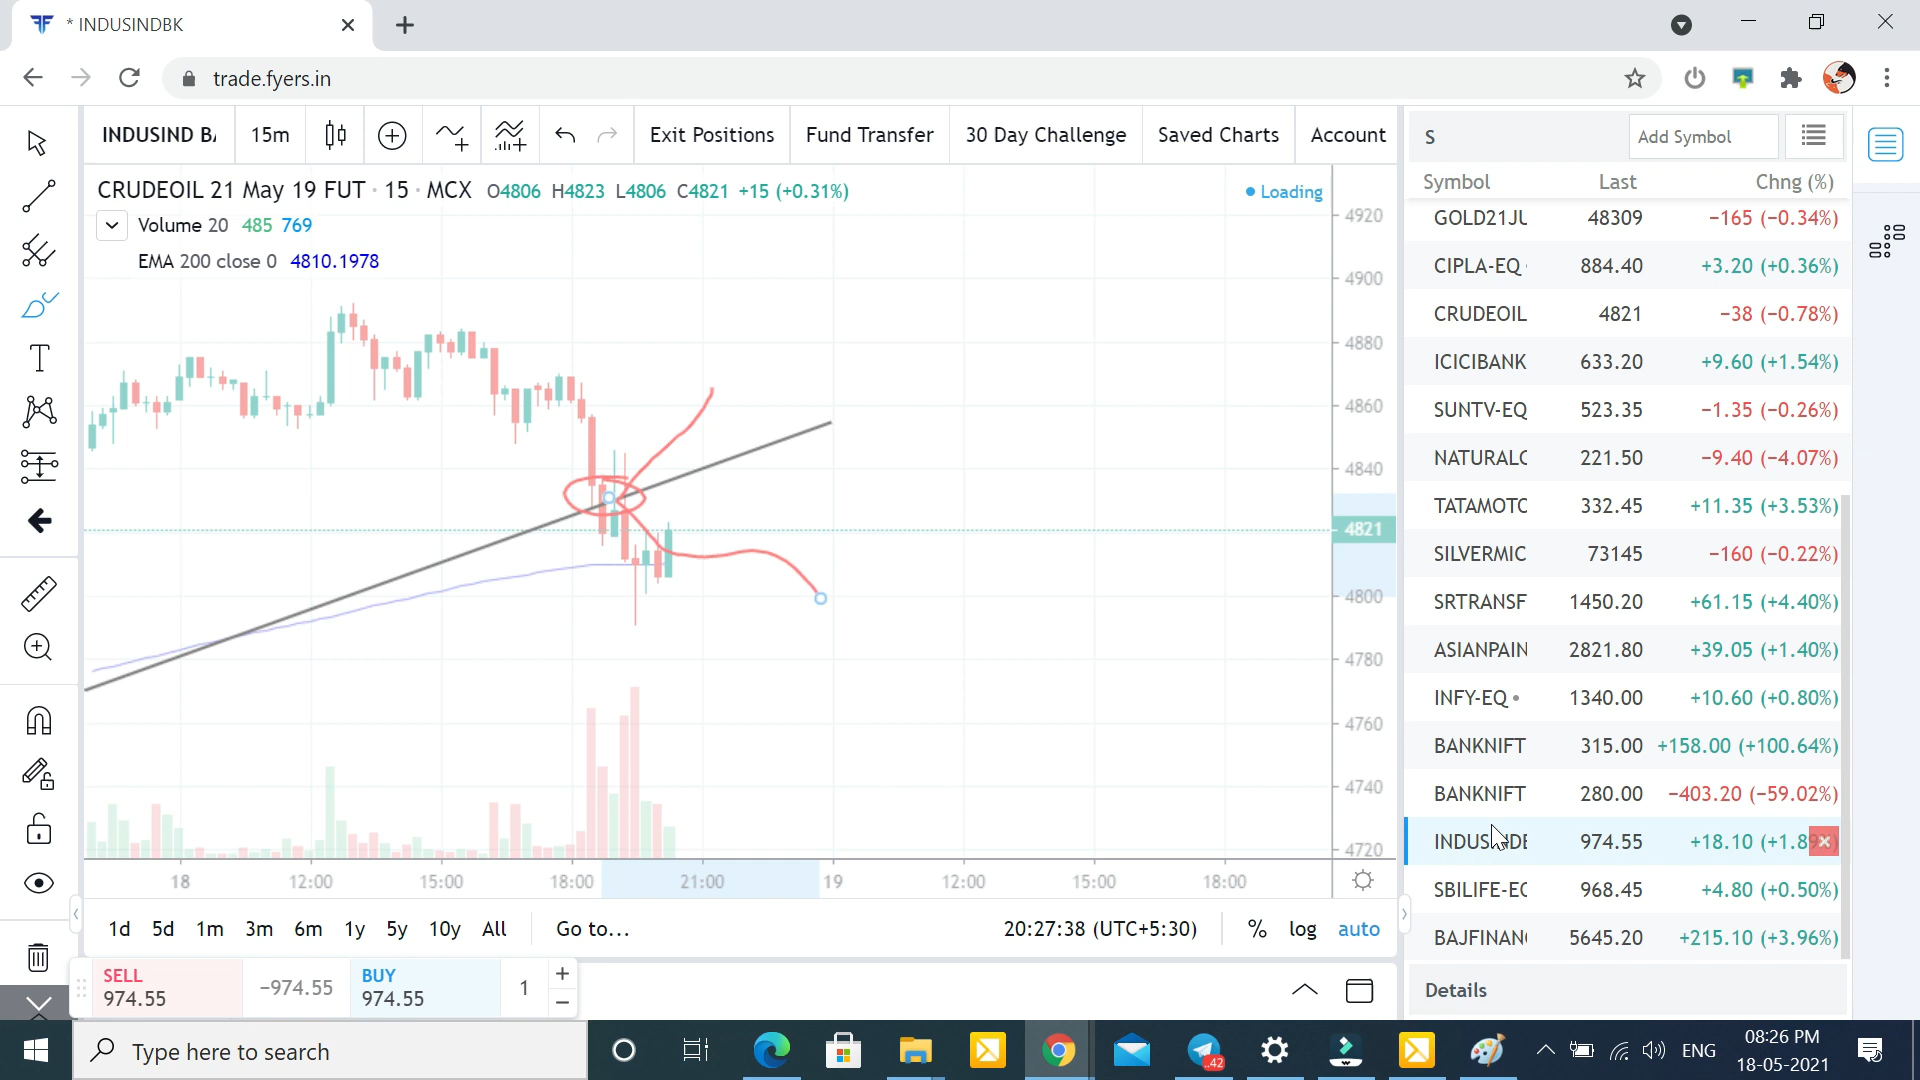 * INDUSINDBK
trade.fyers.in
INDUSIND BA
15m
Exit Positions
Fund Transfer
30 Day Challenge
Saved Charts
Account
CRUDEOIL 21 May 19 FUT · 15 · MCX O4806 H4823 L4806 C4821 +15 (+0.31%)
Loading
Volume 20 485 769
EMA 200 close 0 4810.1978
4920
4900
4880
4860
4840
4821
4800
4780
4760
4740
4720
18 12:00 15:00 18:00 21:00 19 12:00 15:00 18:00
1d 5d 1m 3m 6m 1y 5y 10y All Go to...
20:27:38 (UTC+5:30) % log auto
SELL
974.55
−974.55
BUY
974.55
1
S
Add Symbol
Symbol Last Chng (%)
GOLD21JU 48309 −165 (−0.34%)
CIPLA-EQ 884.40 +3.20 (+0.36%)
CRUDEOIL 4821 −38 (−0.78%)
ICICIBANK 633.20 +9.60 (+1.54%)
SUNTV-EQ 523.35 −1.35 (−0.26%)
NATURALG 221.50 −9.40 (−4.07%)
TATAMOTO 332.45 +11.35 (+3.53%)
SILVERMIC 73145 −160 (−0.22%)
SRTRANSF 1450.20 +61.15 (+4.40%)
ASIANPAIN 2821.80 +39.05 (+1.40%)
INFY-EQ 1340.00 +10.60 (+0.80%)
BANKNIFT 315.00 +158.00 (+100.64%)
BANKNIFT 280.00 −403.20 (−59.02%)
974.55 +18.10
SBILIFE-EQ 968.45 +4.80 (+0.50%)
BAJFINAN 5645.20 +215.10 (+3.96%)
Details
Type here to search
42
ENG
08:26 PM
18-05-2021